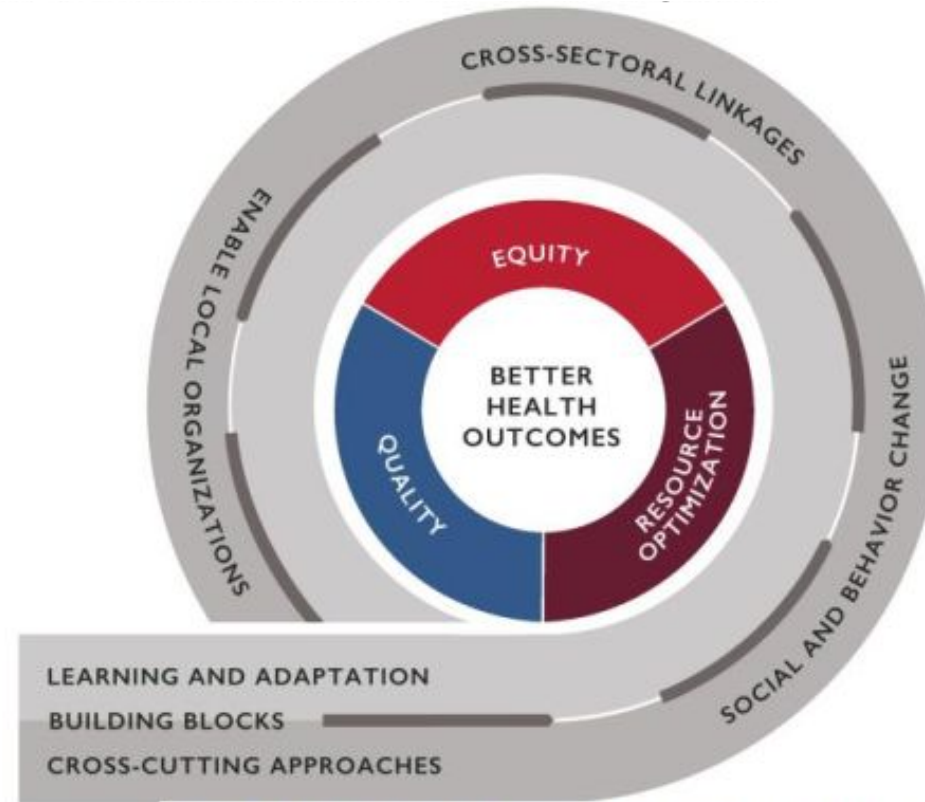 CROSS-SECTORAL LINKAGES
ENABLE LOCAL ORGANIZATIONS
SOCIAL AND BEHAVIOR CHANGE
EQUITY
QUALITY
RESOURCE
OPTIMIZATION
BETTER
HEALTH
OUTCOMES
LEARNING AND ADAPTATION
BUILDING BLOCKS
CROSS-CUTTING APPROACHES